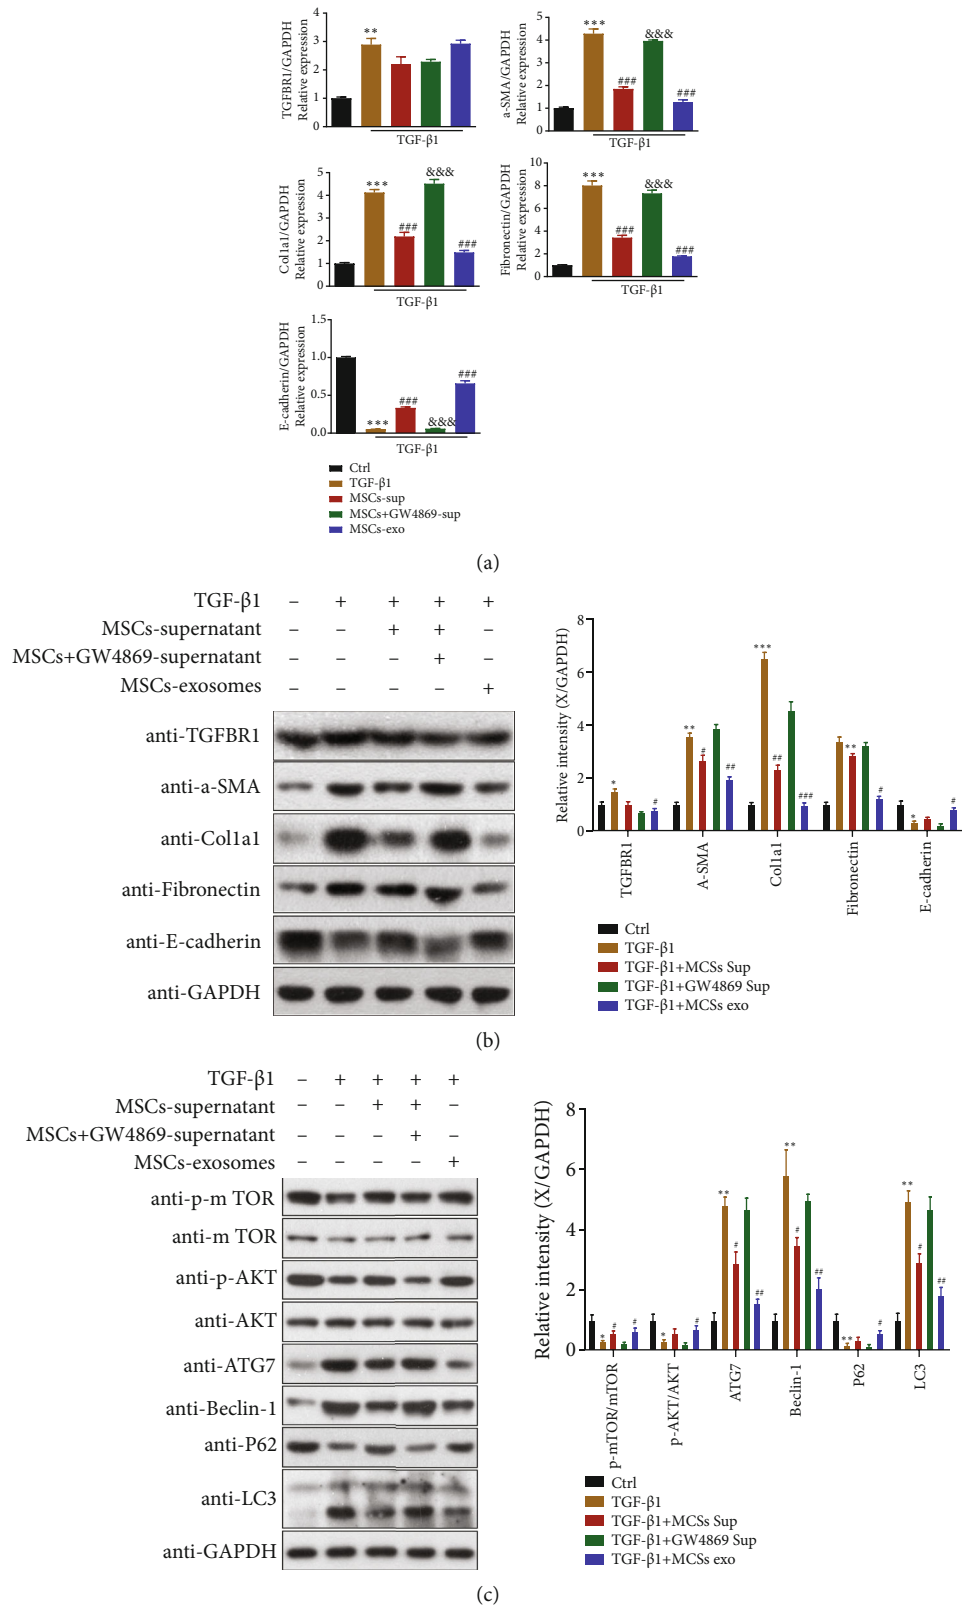 TGFBR1/GAPDH
Relative expression
4
3
2
1
0
**
TGF-β1
a-SMA/GAPDH
Relative expression
5
4
3
2
1
0
***
###
&&&
###
TGF-β1
Col1a1/GAPDH
Relative expression
5
4
3
2
1
0
***
###
&&&
###
TGF-β1
Fibronectin/GAPDH
Relative expression
10
8
6
4
2
0
***
###
&&&
###
TGF-β1
E-cadherin/GAPDH
Relative expression
1.5
1.0
0.5
0.0
***
###
&&&
###
TGF-β1
Ctrl
TGF-β1
MSCs-sup
MSCs+GW4869-sup
MSCs-exo
(a)
TGF-β1 – + + + +
MSCs-supernatant – – + + –
MSCs+GW4869-supernatant – – – + –
MSCs-exosomes – – – – +
anti-TGFBR1
anti-a-SMA
anti-Col1a1
anti-Fibronectin
anti-E-cadherin
anti-GAPDH
Relative intensity (X/GAPDH)
8
6
4
2
0
*
#
**
#
##
***
##
###
**
#
*
#
TGFBR1
A-SMA
Col1a1
Fibronectin
E-cadherin
Ctrl
TGF-β1
TGF-β1+MCSs Sup
TGF-β1+GW4869 Sup
TGF-β1+MCSs exo
(b)
TGF-β1 – + + + +
MSCs-supernatant – – + + –
MSCs+GW4869-supernatant – – – + –
MSCs-exosomes – – – – +
anti-p-m TOR
anti-m TOR
anti-p-AKT
anti-AKT
anti-ATG7
anti-Beclin-1
anti-P62
anti-LC3
anti-GAPDH
Relative intensity (X/GAPDH)
8
6
4
2
0
*
#
#
*
#
**
#
##
**
#
##
**
#
**
#
##
p-mTOR/mTOR
p-AKT/AKT
ATG7
Beclin-1
P62
LC3
Ctrl
TGF-β1
TGF-β1+MCSs Sup
TGF-β1+GW4869 Sup
TGF-β1+MCSs exo
(c)